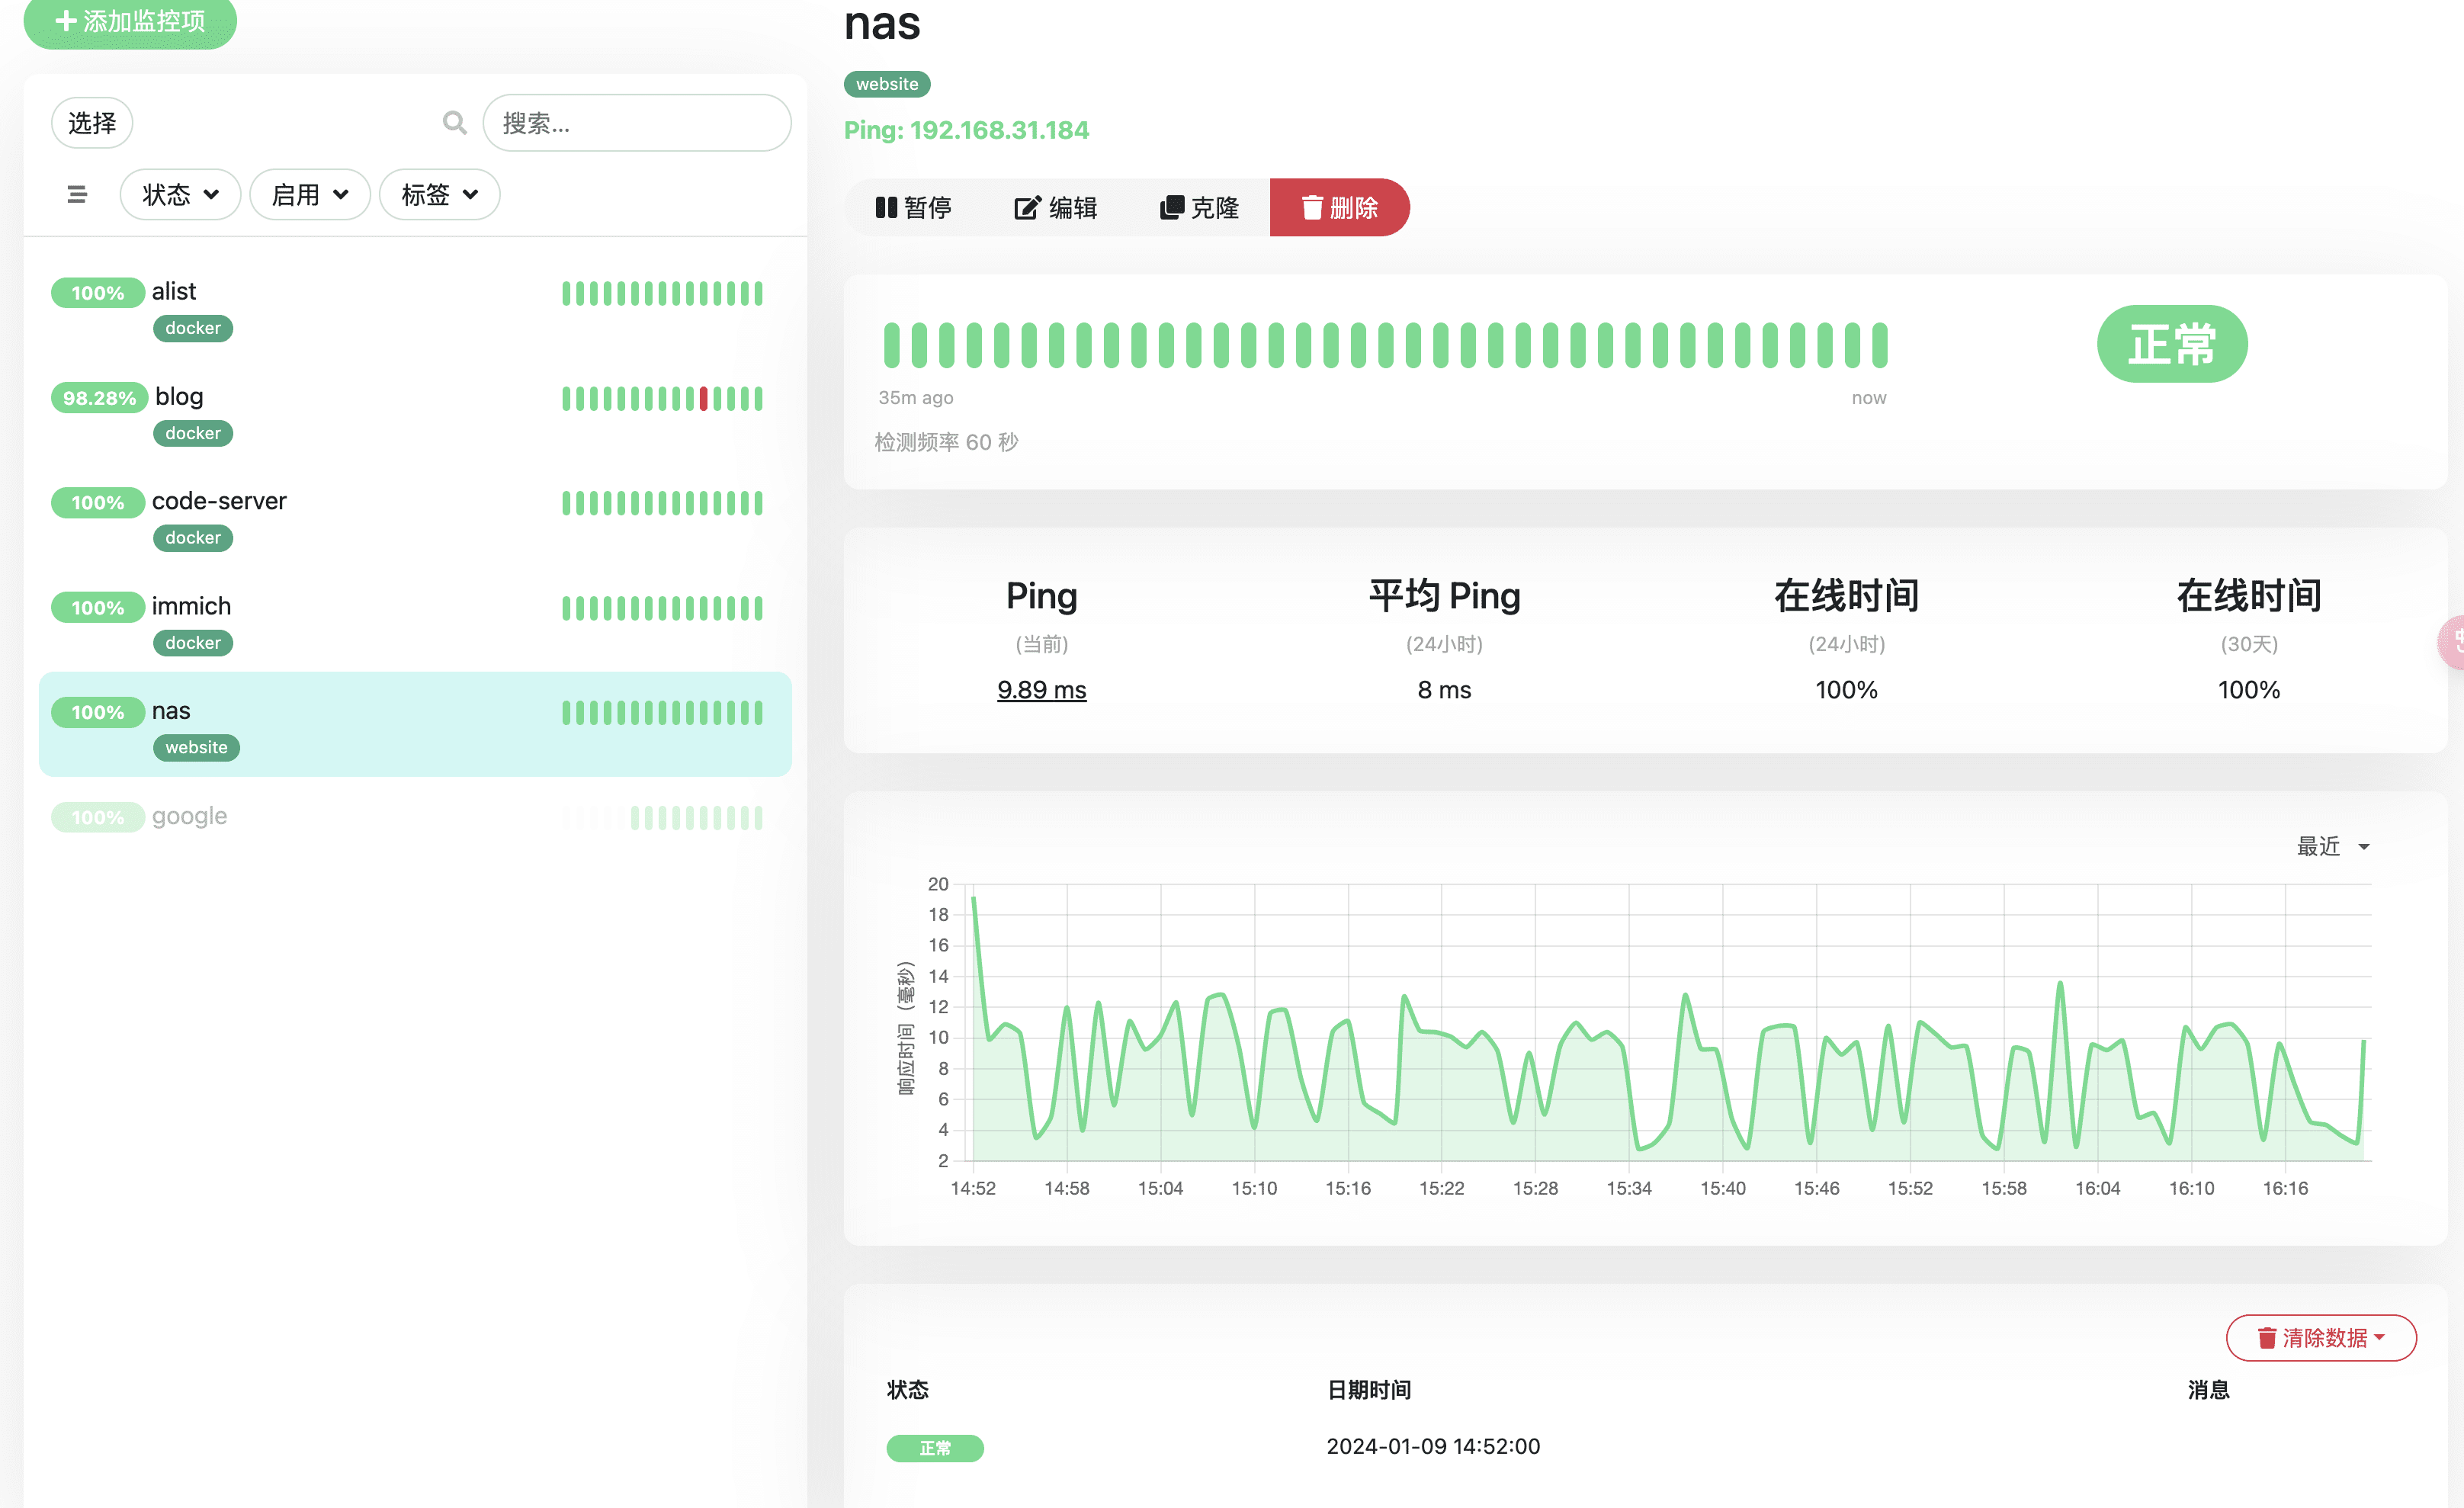 添加监控项
选择
搜索...
状态
启用
标签
100% alist
docker
98.28% blog
docker
100% code-server
docker
100% immich
docker
100% nas
website
100% google
nas
website
Ping: 192.168.31.184
暂停 编辑 克隆 删除
正常
35m ago now
检测频率 60 秒
Ping 平均 Ping 在线时间 在线时间
(当前) (24小时) (24小时) (30天)
9.89 ms 8 ms 100% 100%
最近
响应时间（毫秒）
20
18
16
14
12
10
8
6
4
2
14:52 14:58 15:04 15:10 15:16 15:22 15:28 15:34 15:40 15:46 15:52 15:58 16:04 16:10 16:16
清除数据
状态 日期时间 消息
正常 2024-01-09 14:52:00